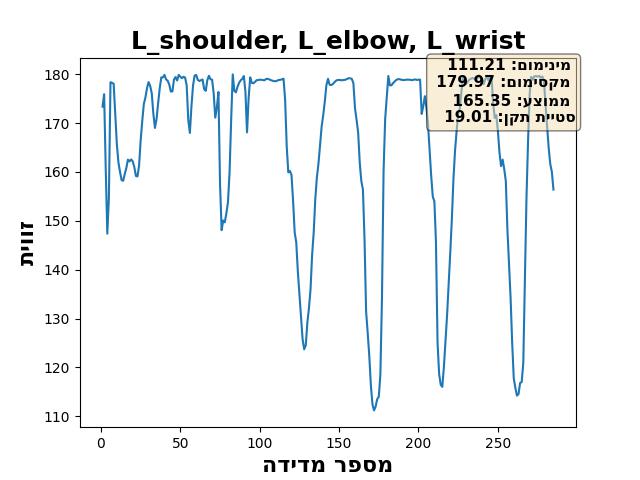 L_shoulder, L_elbow, L_wrist
מינימום: 111.21
מקסימום: 179.97
ממוצע: 165.35
סטיית תקן: 19.01
180
170
160
150
140
130
120
110
זווית
0 50 100 150 200 250
מספר מדידה